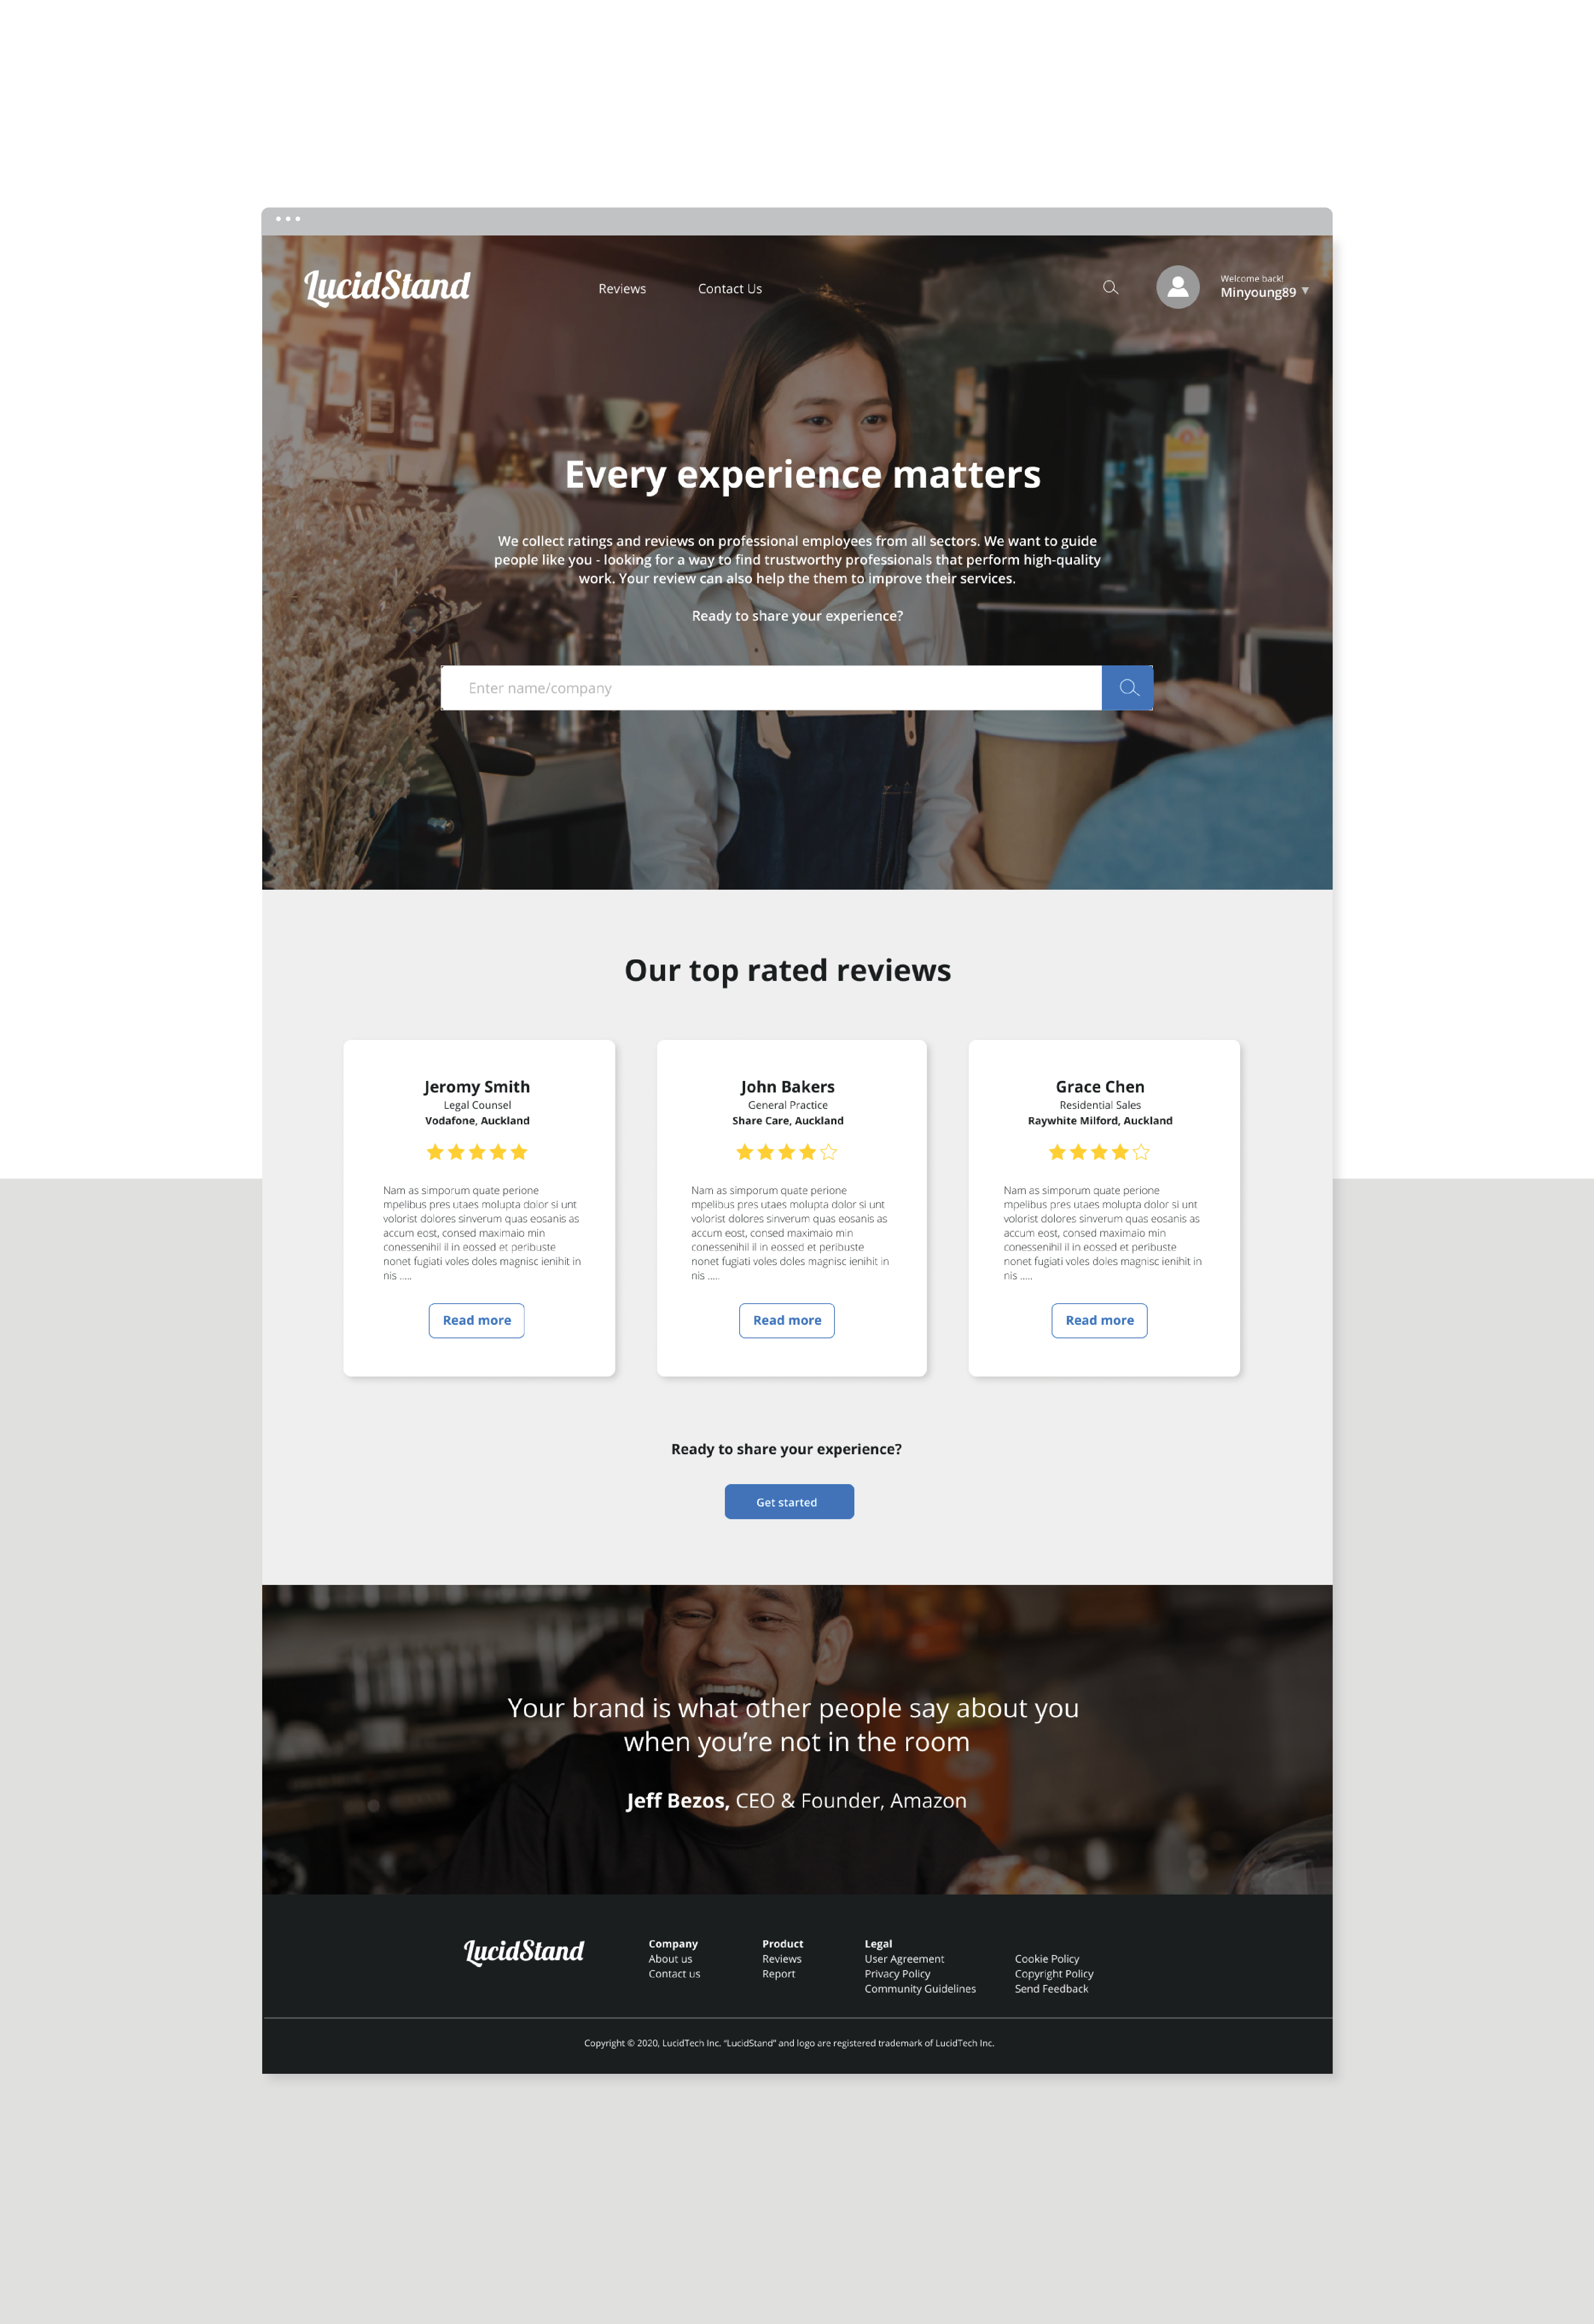 LucidStand
Reviews
Contact Us
Welcome back!
Minyoung89
Every experience matters
We collect ratings and reviews on professional employees from all sectors. We want to guide
people like you - looking for a way to find trustworthy professionals that perform high-quality
work. Your review can also help the them to improve their services.
Ready to share your experience?
Enter name/company
Our top rated reviews
Jeromy Smith
Legal Counsel
Vodafone, Auckland
Nam as simporum quate perione
mpelibus pres utaes molupta dolor si unt
volorist dolores sinverum quas eosanis as
accum eost, consed maximaio min
conessenihil il in eossed et peribuste
nonet fugiati voles doles magnisc ienihit in
nis .....
Read more
John Bakers
General Practice
Share Care, Auckland
Nam as simporum quate perione
mpelibus pres utaes molupta dolor si unt
volorist dolores sinverum quas eosanis as
accum eost, consed maximaio min
conessenihil il in eossed et peribuste
nonet fugiati voles doles magnisc ienihit in
nis .....
Read more
Grace Chen
Residential Sales
Raywhite Milford, Auckland
Nam as simporum quate perione
mpelibus pres utaes molupta dolor si unt
volorist dolores sinverum quas eosanis as
accum eost, consed maximaio min
conessenihil il in eossed et peribuste
nonet fugiati voles doles magnisc ienihit in
nis .....
Read more
Ready to share your experience?
Get started
Your brand is what other people say about you
when you’re not in the room
Jeff Bezos, CEO & Founder, Amazon
LucidStand
Company
About us
Contact us
Product
Reviews
Report
Legal
User Agreement
Privacy Policy
Community Guidelines
Cookie Policy
Copyright Policy
Send Feedback
Copyright © 2020, LucidTech Inc. “LucidStand” and logo are registered trademark of LucidTech Inc.